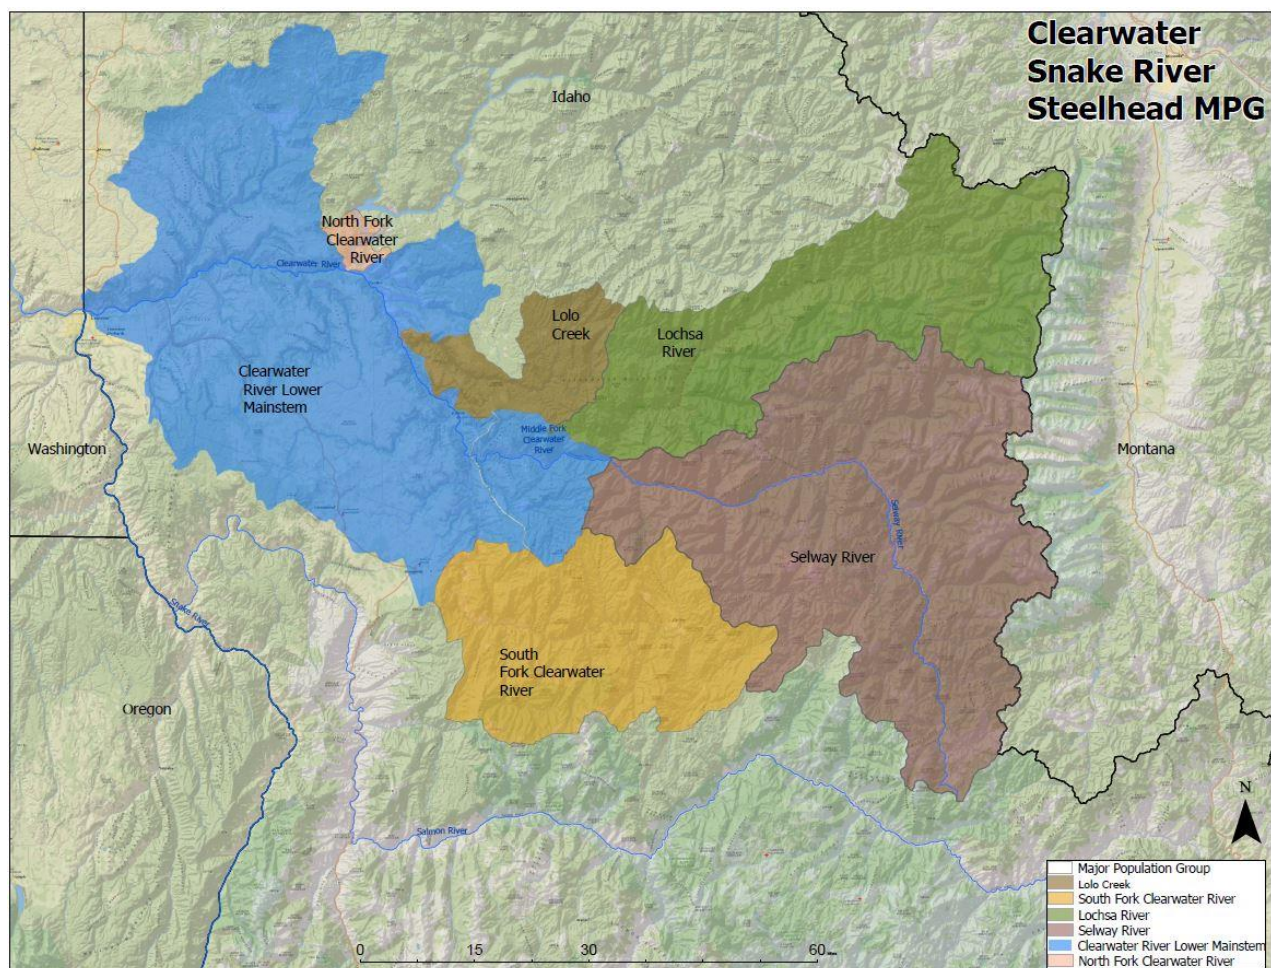 Clearwater
Snake River
Steelhead MPG
Idaho
North Fork
Clearwater
River
Clearwater River
Lolo
Creek
Lochsa
River
Clearwater
River Lower
Mainstem
Middle Fork
Clearwater
River
Washington
Montana
Selway River
Selway River
Snake River
South
Fork Clearwater
River
Oregon
Salmon River
N
0 15 30 60
Major Population Group
Lolo Creek
South Fork Clearwater River
Lochsa River
Selway River
Clearwater River Lower Mainstem
North Fork Clearwater River